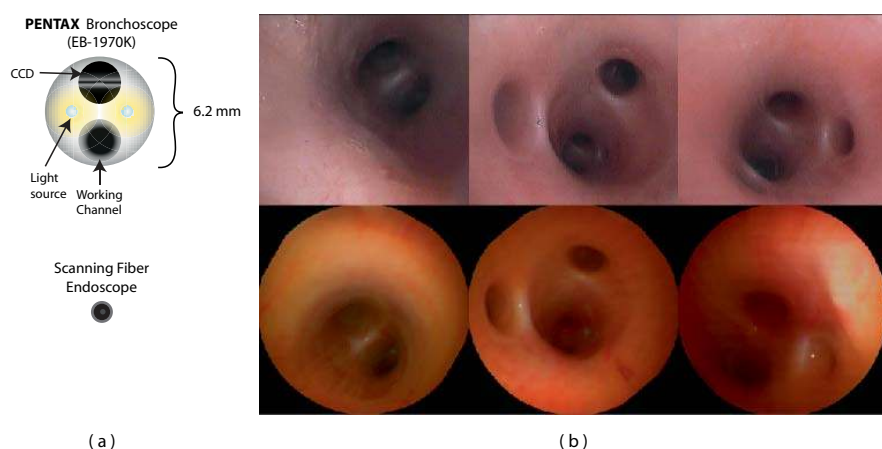 PENTAX Bronchoscope
(EB-1970K)
CCD
6.2 mm
Light
source
Working
Channel
Scanning Fiber
Endoscope
( a )
( b )